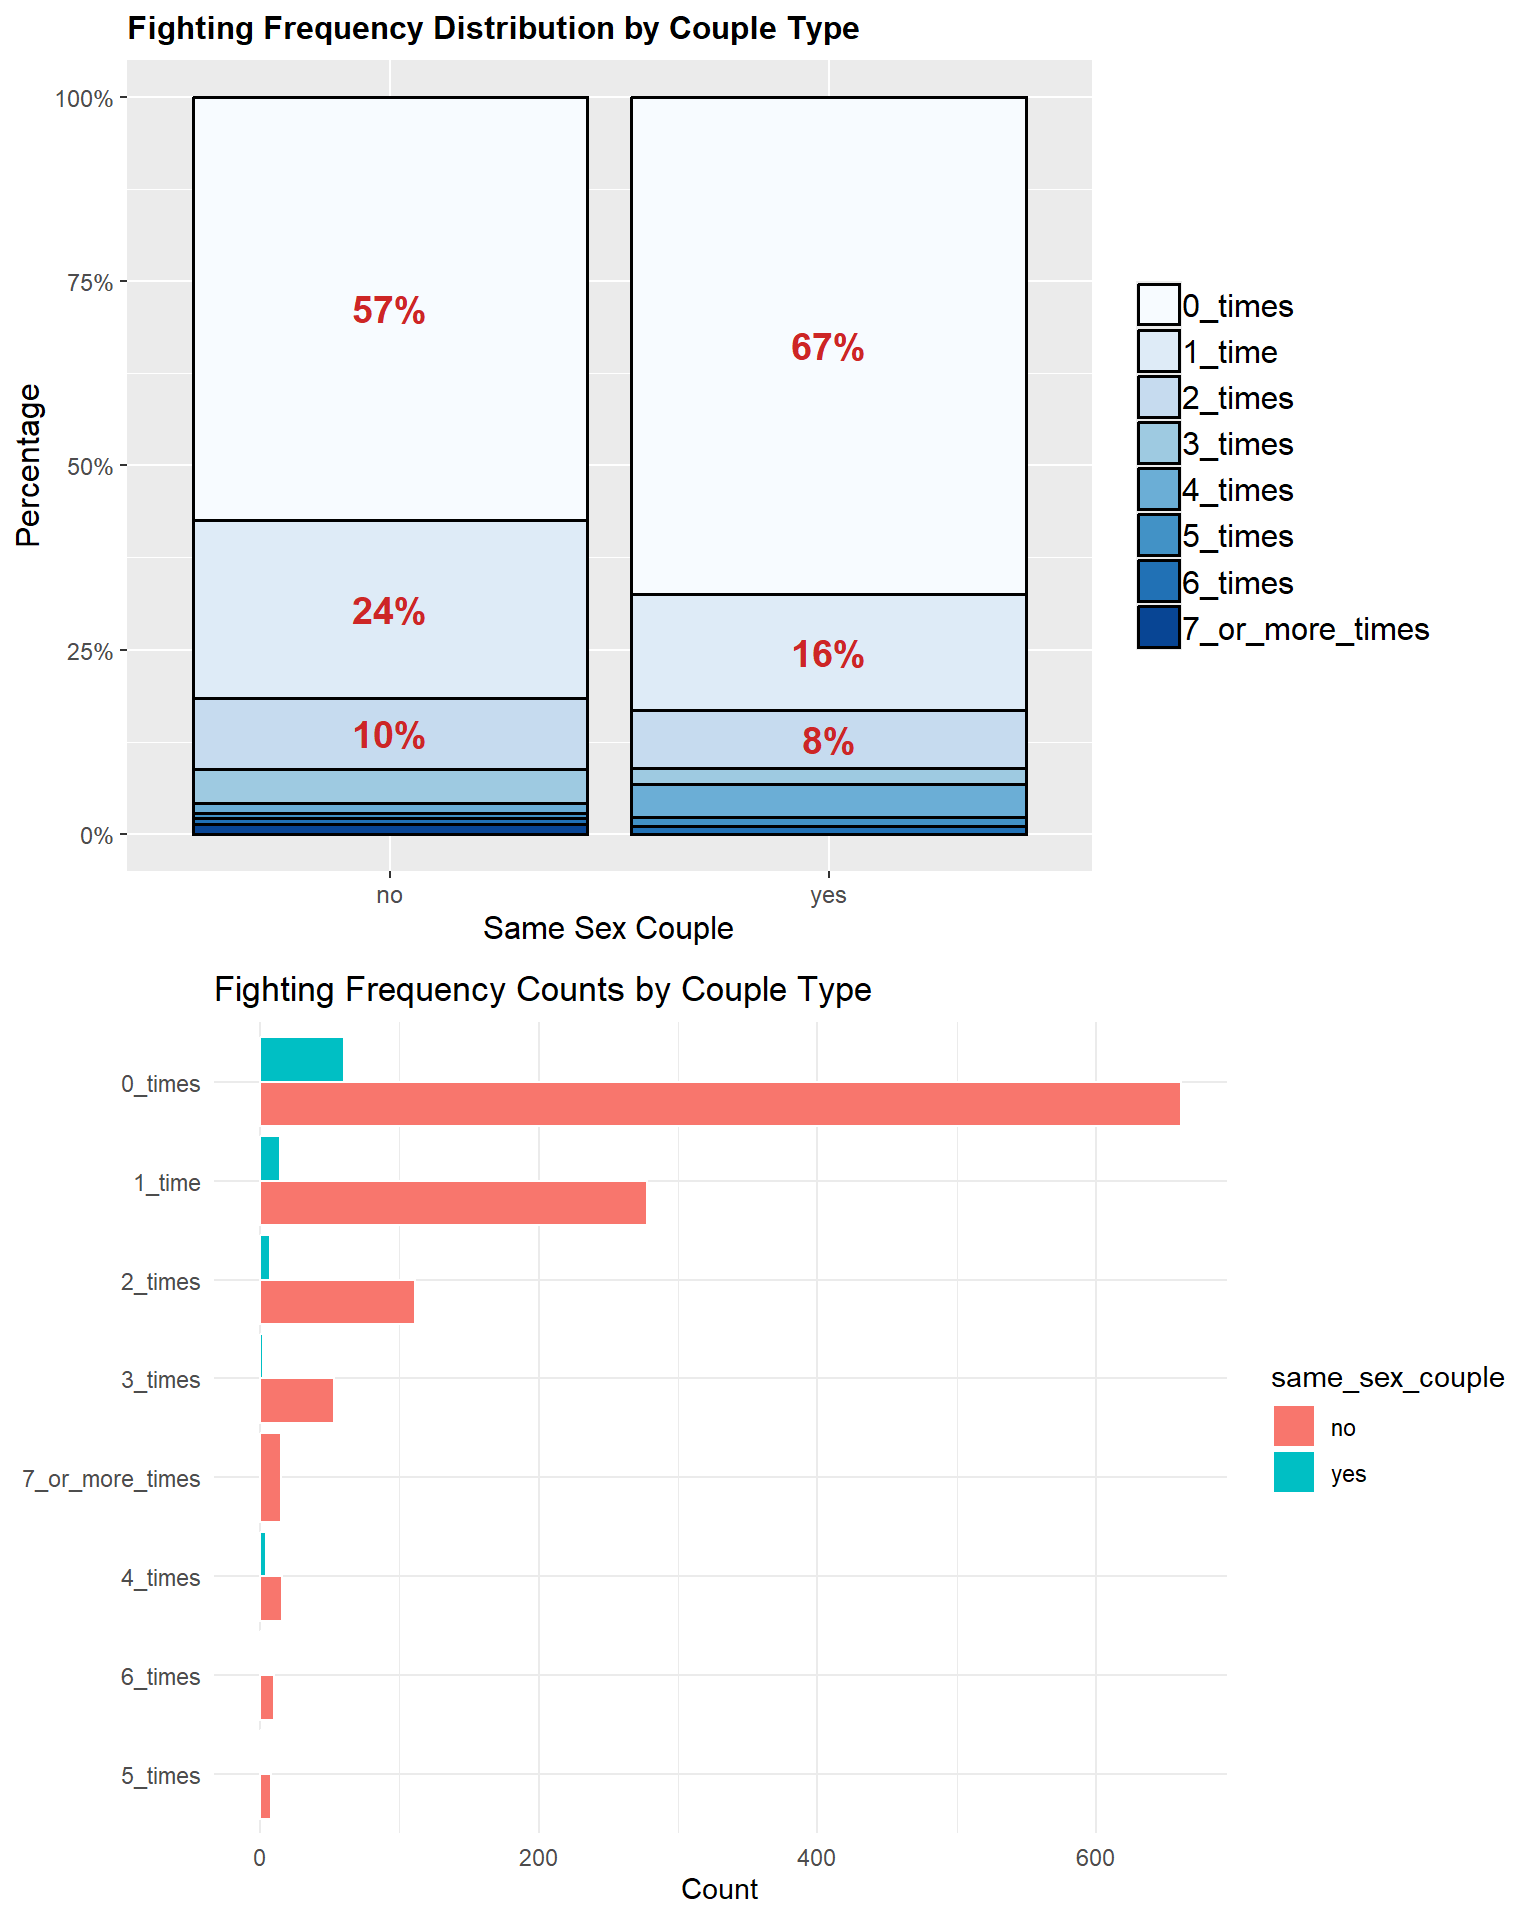 Fighting Frequency Distribution by Couple Type
100%
75%
50%
25%
0%
Percentage
57%
24%
10%
67%
16%
8%
no
yes
Same Sex Couple
0_times
1_time
2_times
3_times
4_times
5_times
6_times
7_or_more_times
Fighting Frequency Counts by Couple Type
0_times
1_time
2_times
3_times
7_or_more_times
4_times
6_times
5_times
0
200
400
600
Count
same_sex_couple
no
yes